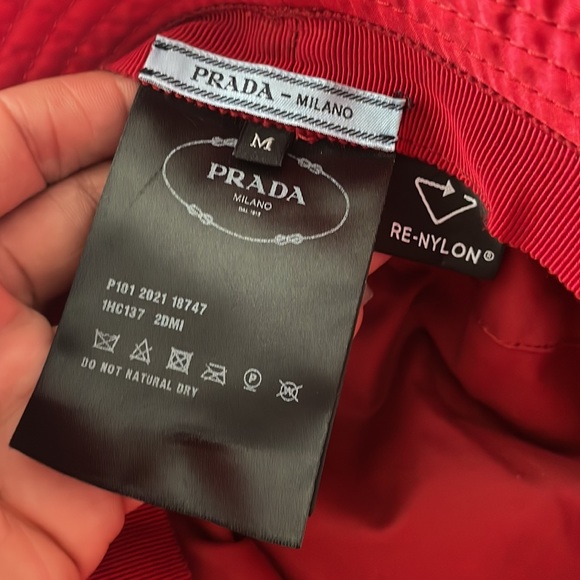 PRADA - MILANO
M
PRADA
MILANO
DAL 1913
RE-NYLON®
P101 2021 18747
1HC137 2DMI
P
W
DO NOT NATURAL DRY